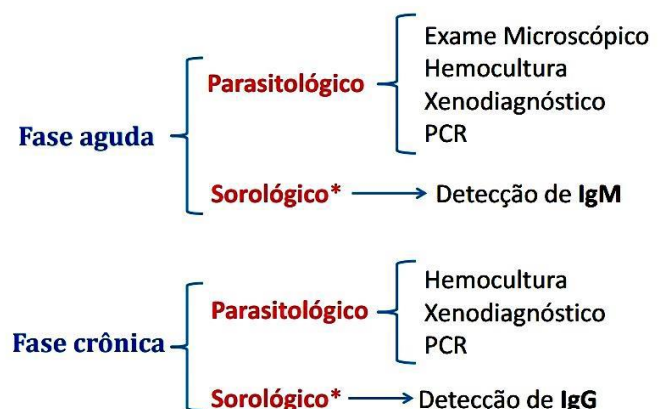 Exame Microscópico
Hemocultura
Parasitológico
Xenodiagnóstico
PCR
Fase aguda
Sorológico*
Detecção de IgM
Hemocultura
Parasitológico
Xenodiagnóstico
PCR
Fase crônica
Sorológico*
Detecção de IgG